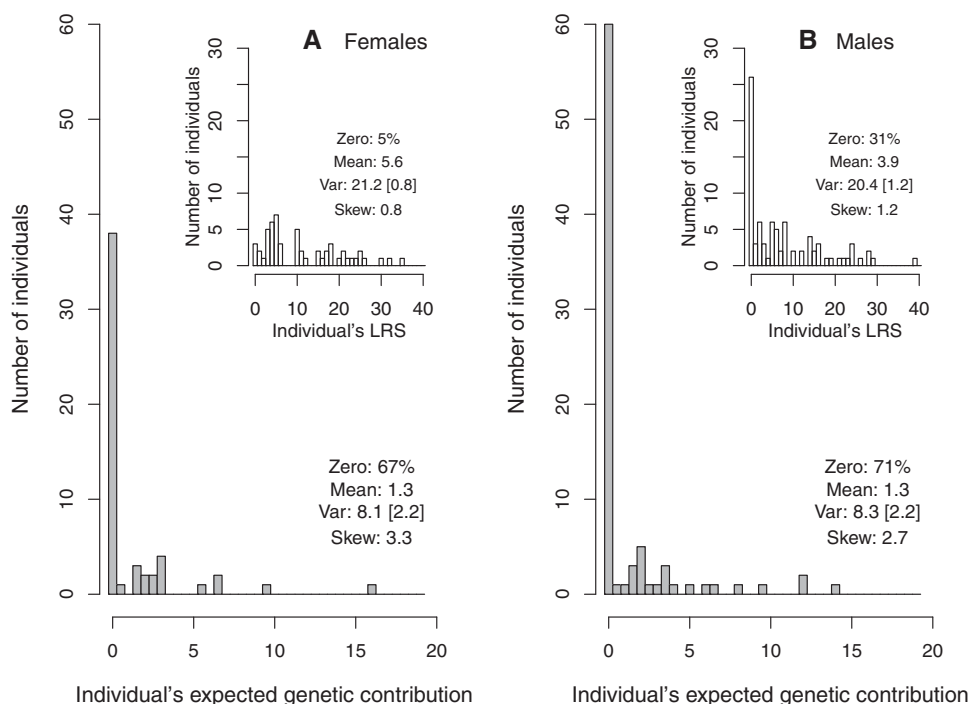 A Females
Number of individuals
60
50
40
30
20
10
0
Number of individuals
30
20
10
5
0
Zero: 5%
Mean: 5.6
Var: 21.2 [0.8]
Skew: 0.8
0 10 20 30 40
Individual's LRS
Zero: 67%
Mean: 1.3
Var: 8.1 [2.2]
Skew: 3.3
0 5 10 15 20
Individual's expected genetic contribution
B Males
Number of individuals
60
50
40
30
20
10
0
Number of individuals
30
20
10
5
0
Zero: 31%
Mean: 3.9
Var: 20.4 [1.2]
Skew: 1.2
0 10 20 30 40
Individual's LRS
Zero: 71%
Mean: 1.3
Var: 8.3 [2.2]
Skew: 2.7
0 5 10 15 20
Individual's expected genetic contribution